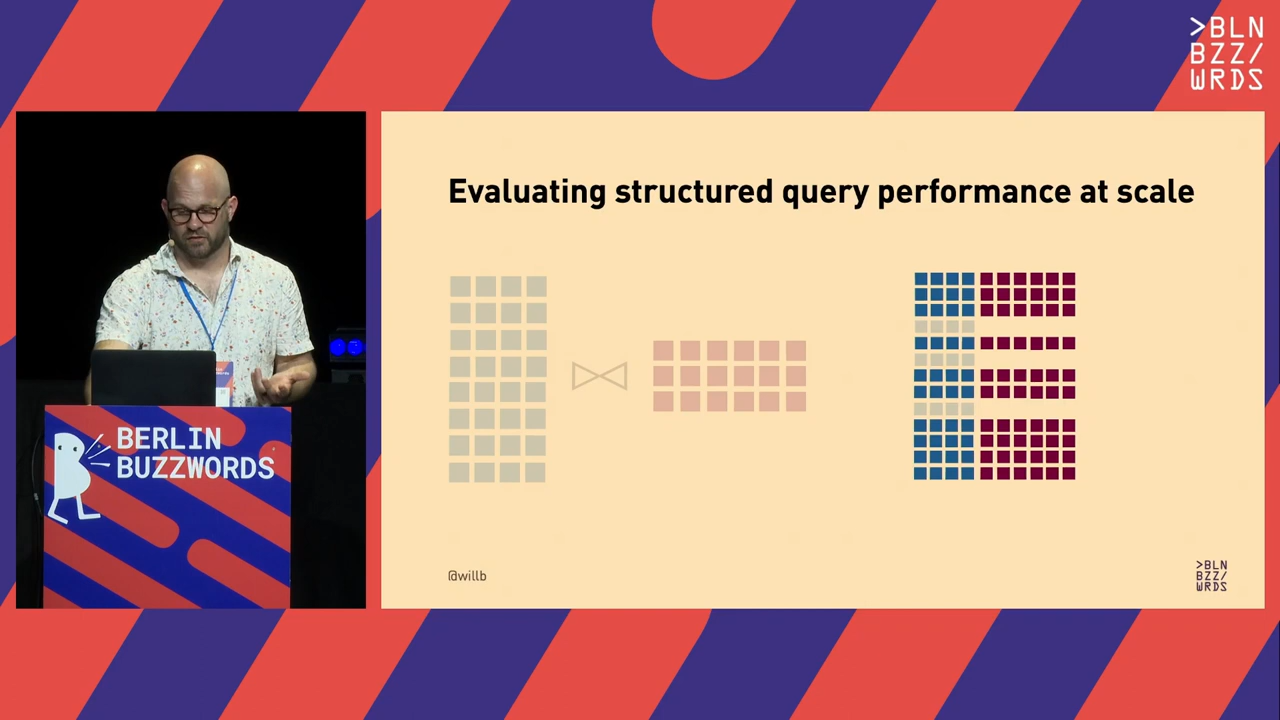 >BLN
BZZ/
WRDS
Evaluating structured query performance at scale
BERLIN
BUZZWORDS
@willb
>BLN
BZZ/
WRDS